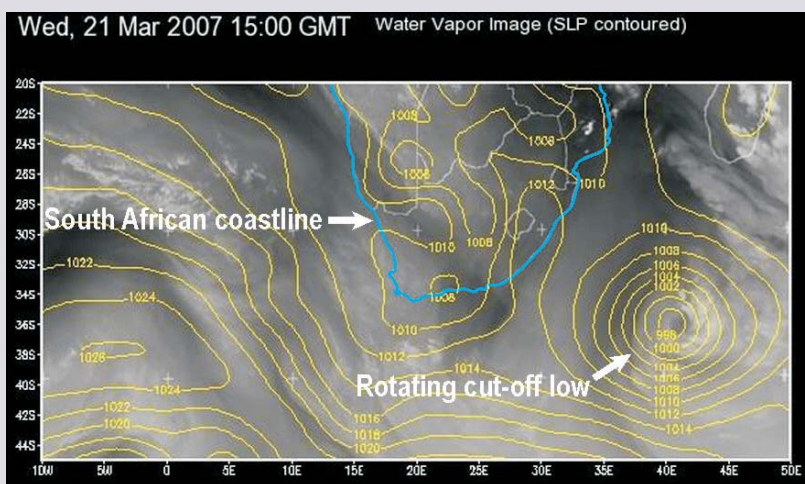 Wed, 21 Mar 2007 15:00 GMT Water Vapor Image (SLP contoured)
20S
22S
24S
26S
28S
30S
32S
34S
36S
38S
40S
42S
44S
1008
1006
1006
1012
1010
South African coastline
1010
1008
1010
1008
1006
1004
1002
1022
1024
1026
1024
1022
1020
1008
1010
1012
1014
1016
1018
1020
998
1000
1004
1006
1008
1010
1012
1014
Rotating cut-off low
10W 5W 0 5E 10E 15E 20E 25E 30E 35E 40E 45E 50E